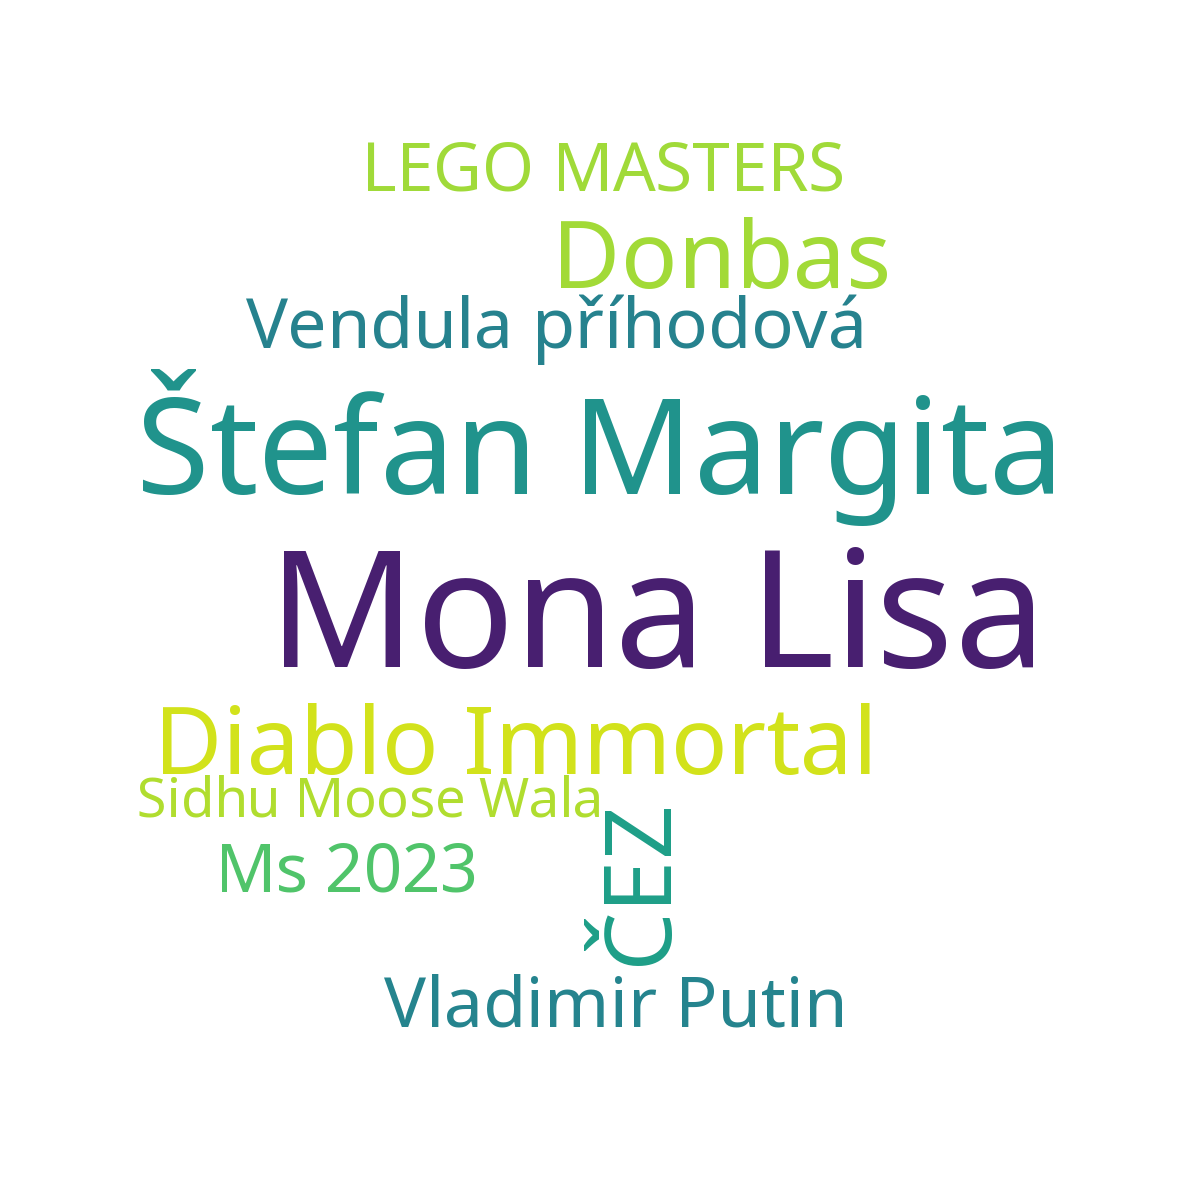 LEGO MASTERS
Donbas
Vendula příhodová
Štefan Margita
Mona Lisa
Diablo Immortal
Sidhu Moose Wala
Ms 2023
ČEZ
Vladimir Putin